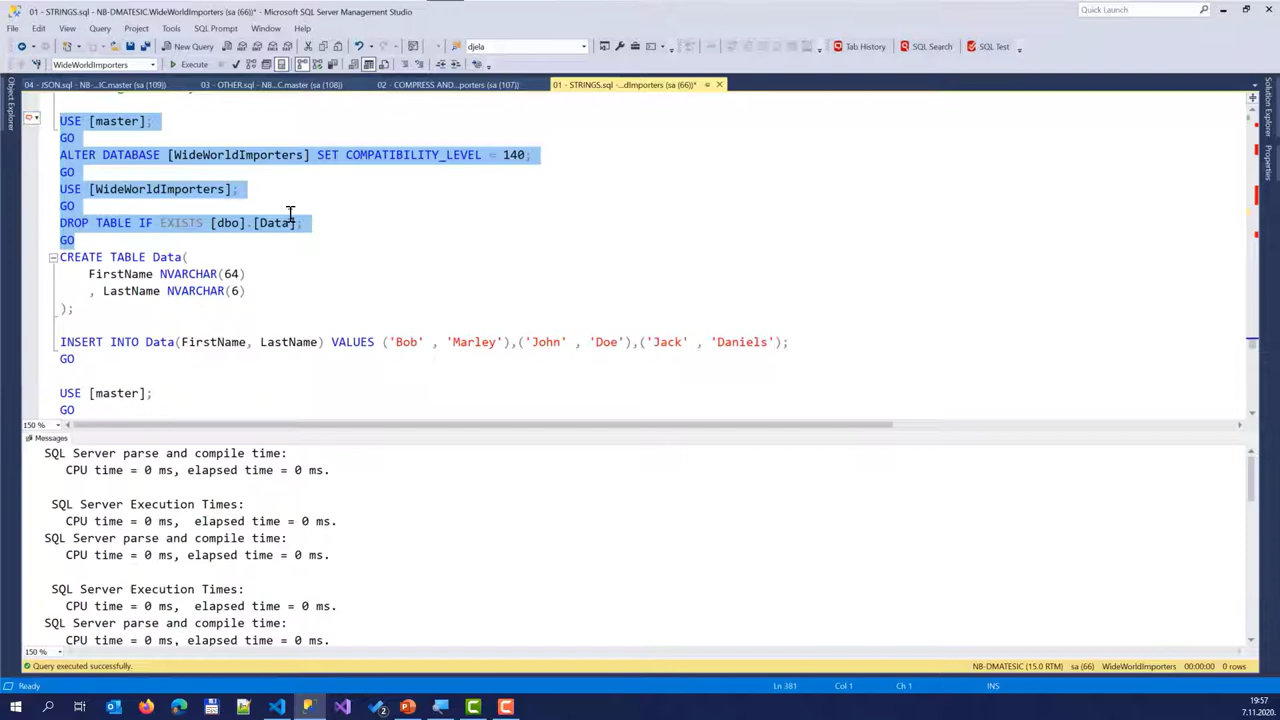 01 - STRINGS.sql - NB-DMATESIC.WideWorldImporters (sa (66))* - Microsoft SQL Server Management Studio
Quick Launch
File Edit View Query Project Tools SQL Prompt Window Help
New Query
djela
Tab History
SQL Search
SQL Test
WideWorldImporters
Execute
04 - JSON.sql - NB-...IC.master (sa (109))
03 - OTHER.sql - NB...C.master (sa (108))
02 - COMPRESS AND...porters (sa (107))
01 - STRINGS.sql - ...dImporters (sa (66))*
Object Explorer
Solution Explorer
Properties
USE [master];
GO
ALTER DATABASE [WideWorldImporters] SET COMPATIBILITY_LEVEL = 140;
GO
USE [WideWorldImporters];
GO
DROP TABLE IF EXISTS [dbo].[Data];
GO
CREATE TABLE Data(
FirstName NVARCHAR(64)
, LastName NVARCHAR(6)
);
INSERT INTO Data(FirstName, LastName) VALUES ('Bob' , 'Marley'),('John' , 'Doe'),('Jack' , 'Daniels');
GO
USE [master];
GO
150 %
Messages
SQL Server parse and compile time:
CPU time = 0 ms, elapsed time = 0 ms.
SQL Server Execution Times:
CPU time = 0 ms,  elapsed time = 0 ms.
SQL Server parse and compile time:
CPU time = 0 ms, elapsed time = 0 ms.
SQL Server Execution Times:
CPU time = 0 ms,  elapsed time = 0 ms.
SQL Server parse and compile time:
CPU time = 0 ms, elapsed time = 0 ms.
150 %
Query executed successfully.
NB-DMATESIC (15.0 RTM) sa (66) WideWorldImporters 00:00:00 0 rows
Ready
Ln 381 Col 1 Ch 1 INS
19:57
7.11.2020.